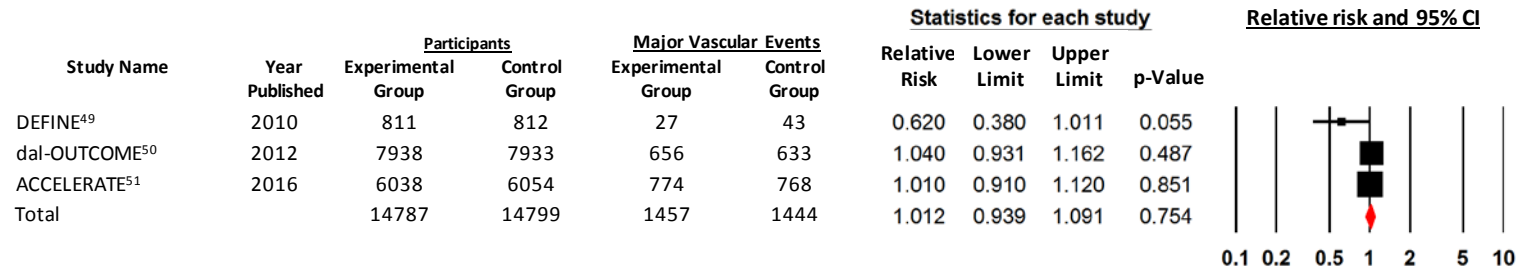 Statistics for each study Relative risk and 95% CI
Participants Major Vascular Events
Study Name Year Experimental Control Experimental Control Relative Lower Upper
Published Group Group Group Group Risk Limit Limit p-Value
DEFINE49 2010 811 812 27 43 0.620 0.380 1.011 0.055
dal-OUTCOME50 2012 7938 7933 656 633 1.040 0.931 1.162 0.487
ACCELERATE51 2016 6038 6054 774 768 1.010 0.910 1.120 0.851
Total 14787 14799 1457 1444 1.012 0.939 1.091 0.754
0.1 0.2 0.5 1 2 5 10